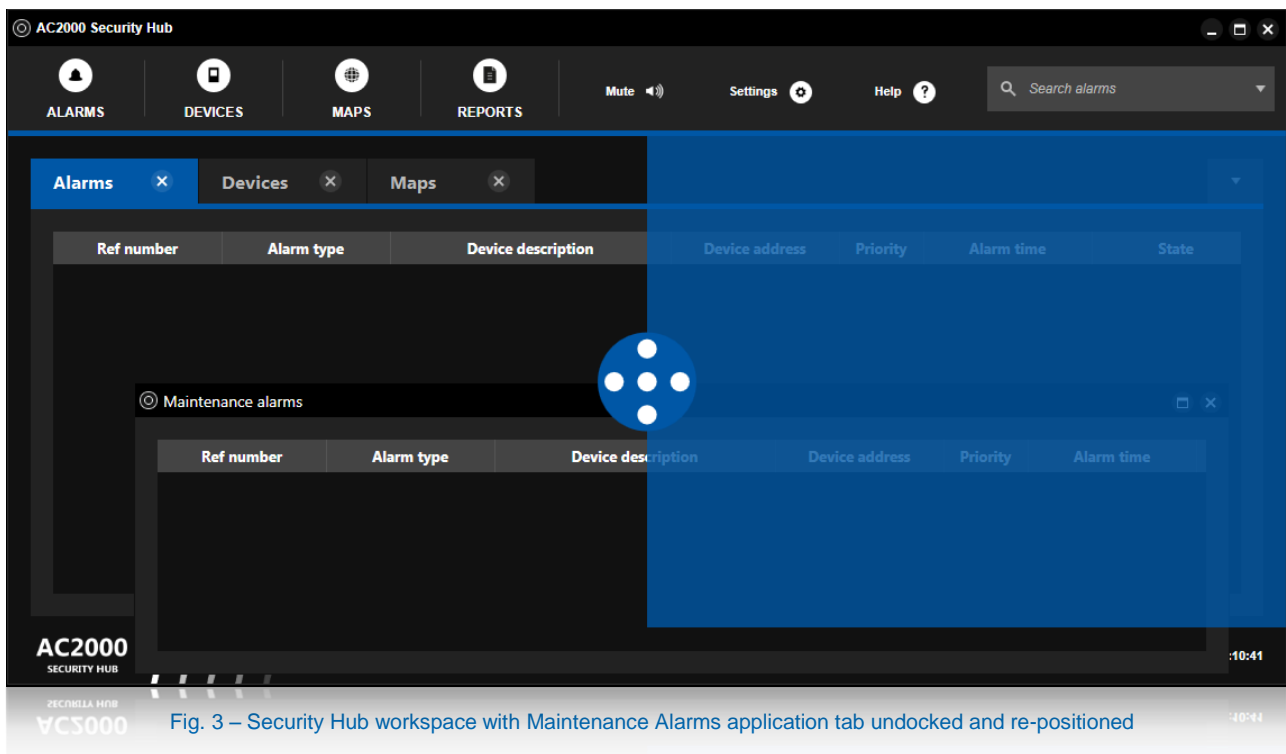 AC2000 Security Hub
ALARMS DEVICES MAPS REPORTS Mute Settings Help ? Search alarms
Alarms Devices Maps
Ref number Alarm type Device description Device address Priority Alarm time State
Maintenance alarms
Ref number Alarm type Device description Device address Priority Alarm time
AC2000
SECURITY HUB
:10:41
Fig. 3 – Security Hub workspace with Maintenance Alarms application tab undocked and re-positioned